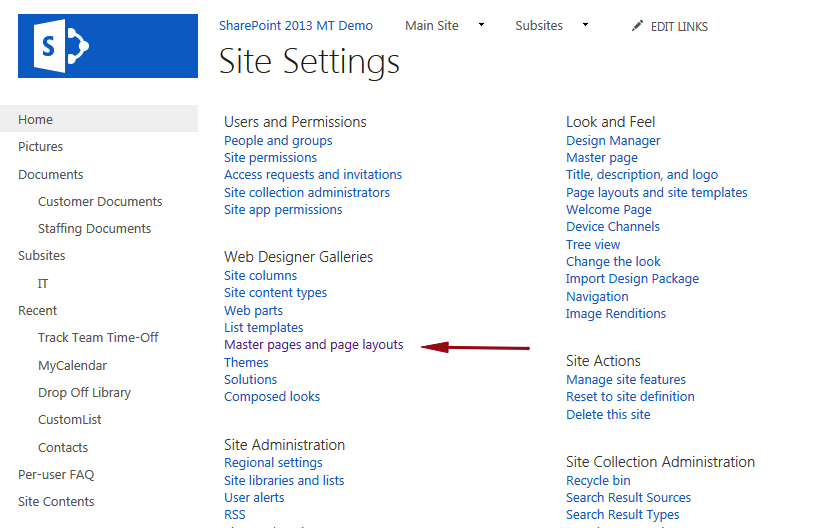 S
SharePoint 2013 MT Demo Main Site Subsites EDIT LINKS
Site Settings
Home
Pictures
Documents
Customer Documents
Staffing Documents
Subsites
IT
Recent
Track Team Time-Off
MyCalendar
Drop Off Library
CustomList
Contacts
Per-user FAQ
Site Contents
Users and Permissions
People and groups
Site permissions
Access requests and invitations
Site collection administrators
Site app permissions
Web Designer Galleries
Site columns
Site content types
Web parts
List templates
Master pages and page layouts
Themes
Solutions
Composed looks
Site Administration
Regional settings
Site libraries and lists
User alerts
RSS
Look and Feel
Design Manager
Master page
Title, description, and logo
Page layouts and site templates
Welcome Page
Device Channels
Tree view
Change the look
Import Design Package
Navigation
Image Renditions
Site Actions
Manage site features
Reset to site definition
Delete this site
Site Collection Administration
Recycle bin
Search Result Sources
Search Result Types